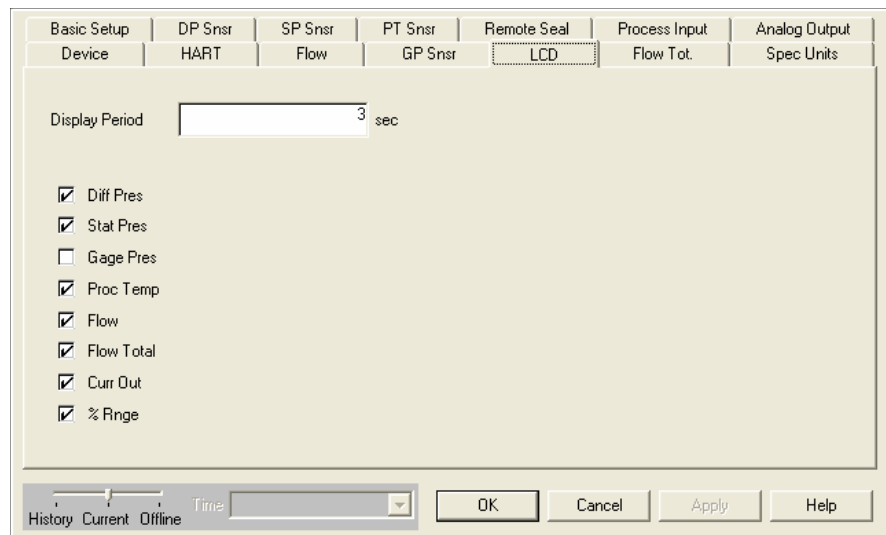 Basic Setup DP Snsr SP Snsr PT Snsr Remote Seal Process Input Analog Output
Device HART Flow GP Snsr LCD Flow Tot. Spec Units
Display Period 3 sec
Diff Pres
Stat Pres
Gage Pres
Proc Temp
Flow
Flow Total
Curr Out
% Rnge
Time OK Cancel Apply Help
History Current Offline